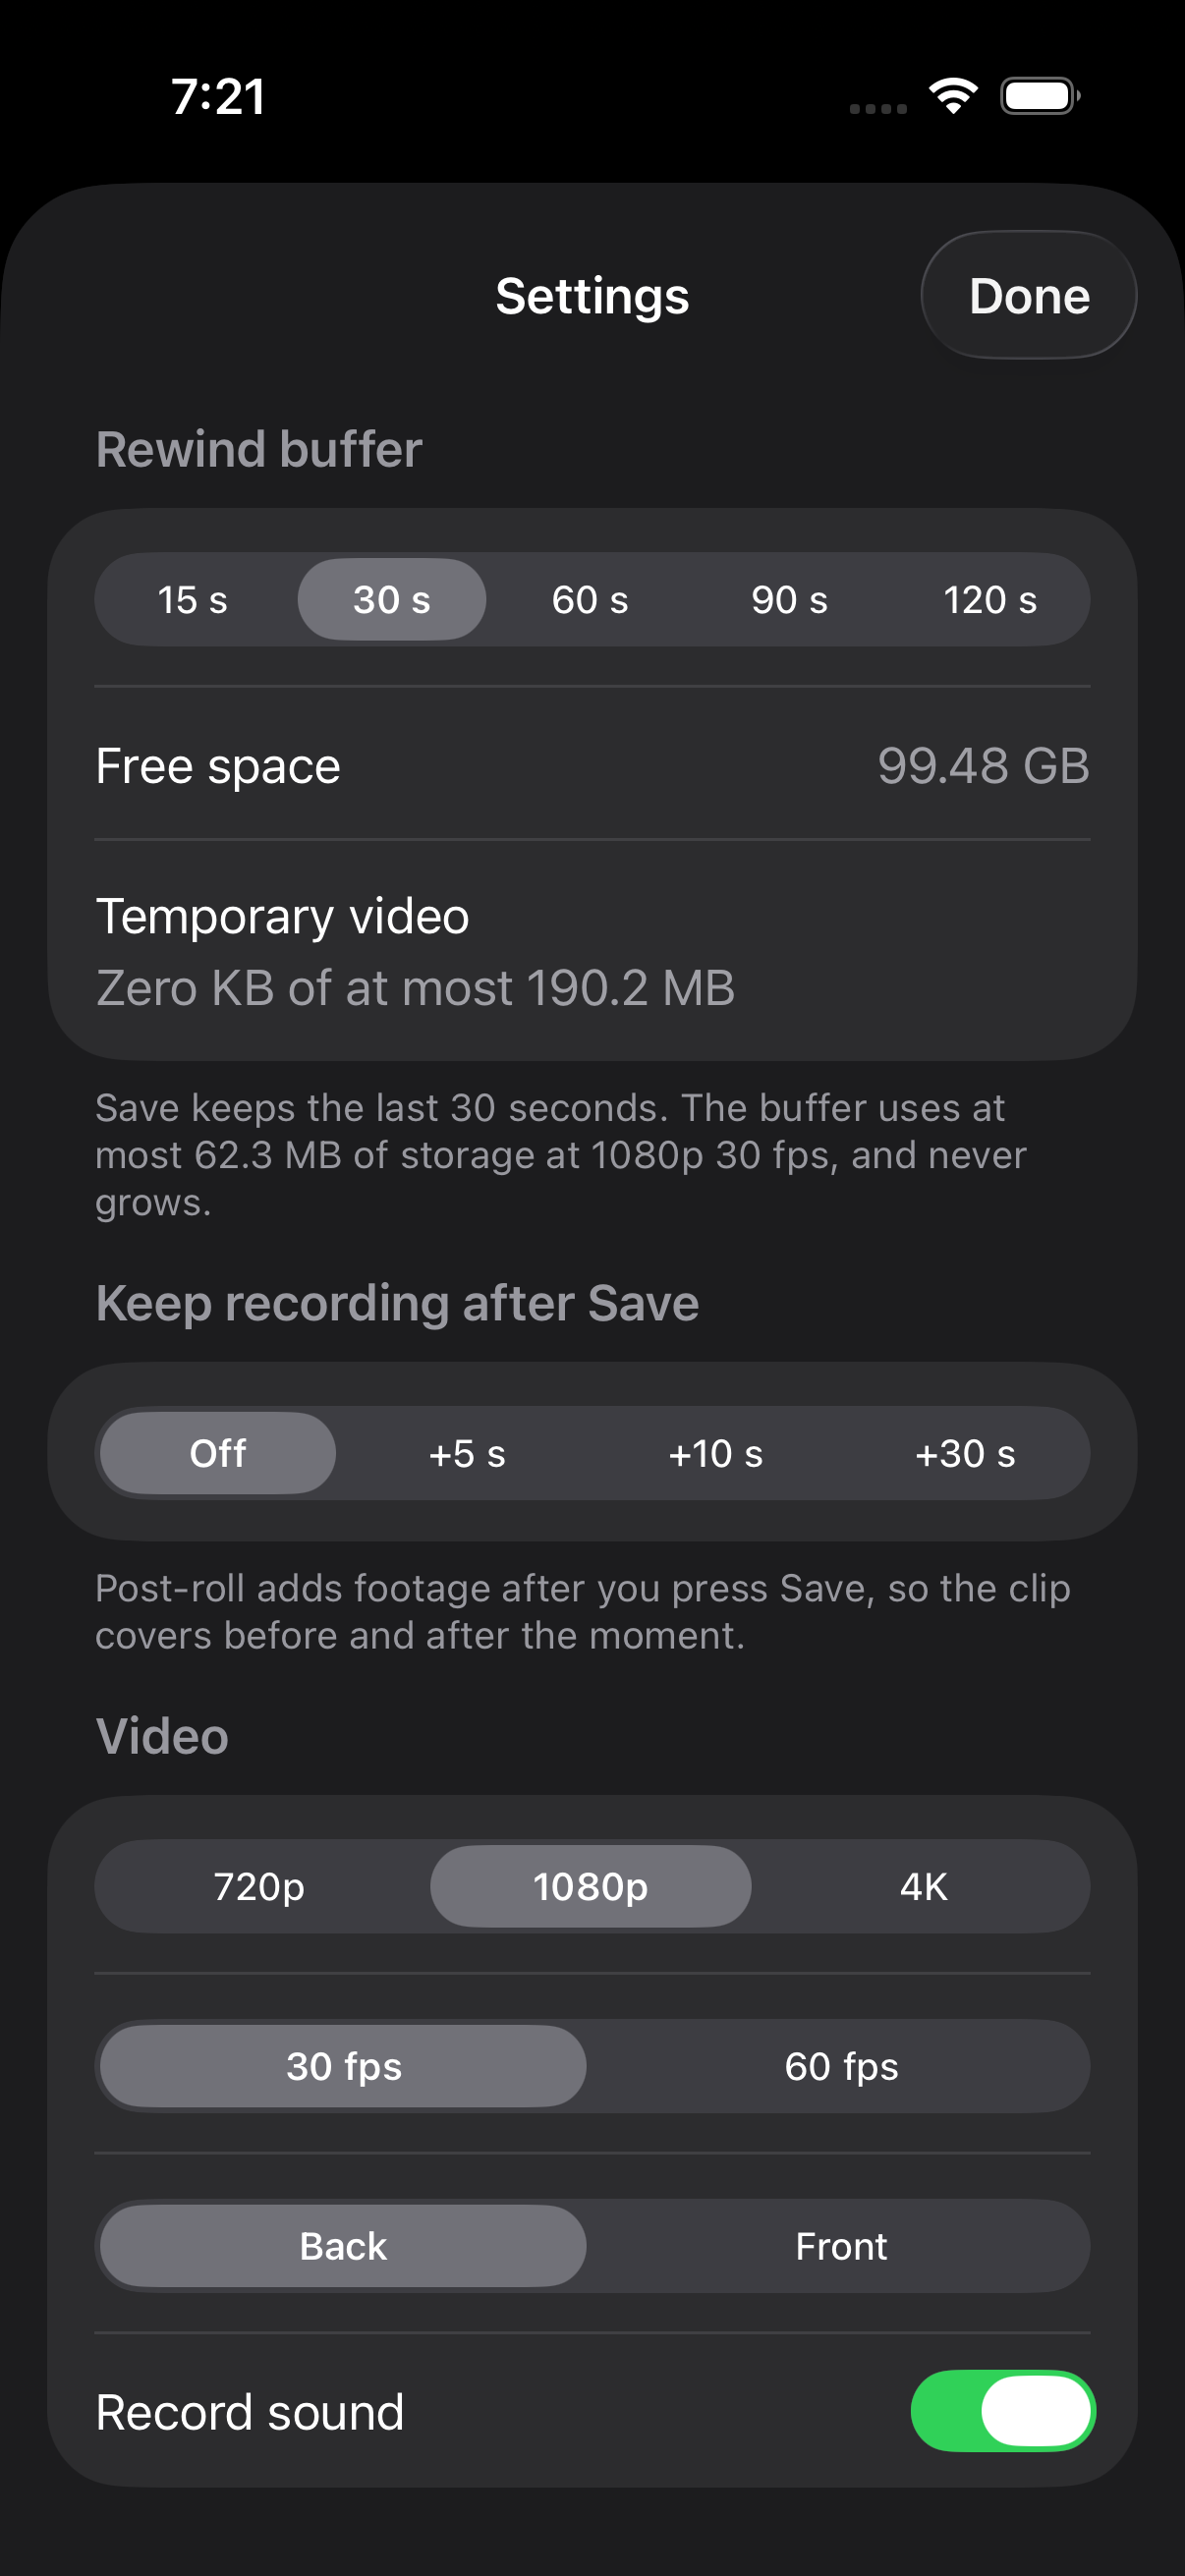 7:21
Settings
Done
Rewind buffer
15 s 30 s 60 s 90 s 120 s
Free space 99.48 GB
Temporary video
Zero KB of at most 190.2 MB
Save keeps the last 30 seconds. The buffer uses at
most 62.3 MB of storage at 1080p 30 fps, and never
grows.
Keep recording after Save
Off +5 s +10 s +30 s
Post-roll adds footage after you press Save, so the clip
covers before and after the moment.
Video
720p 1080p 4K
30 fps 60 fps
Back Front
Record sound